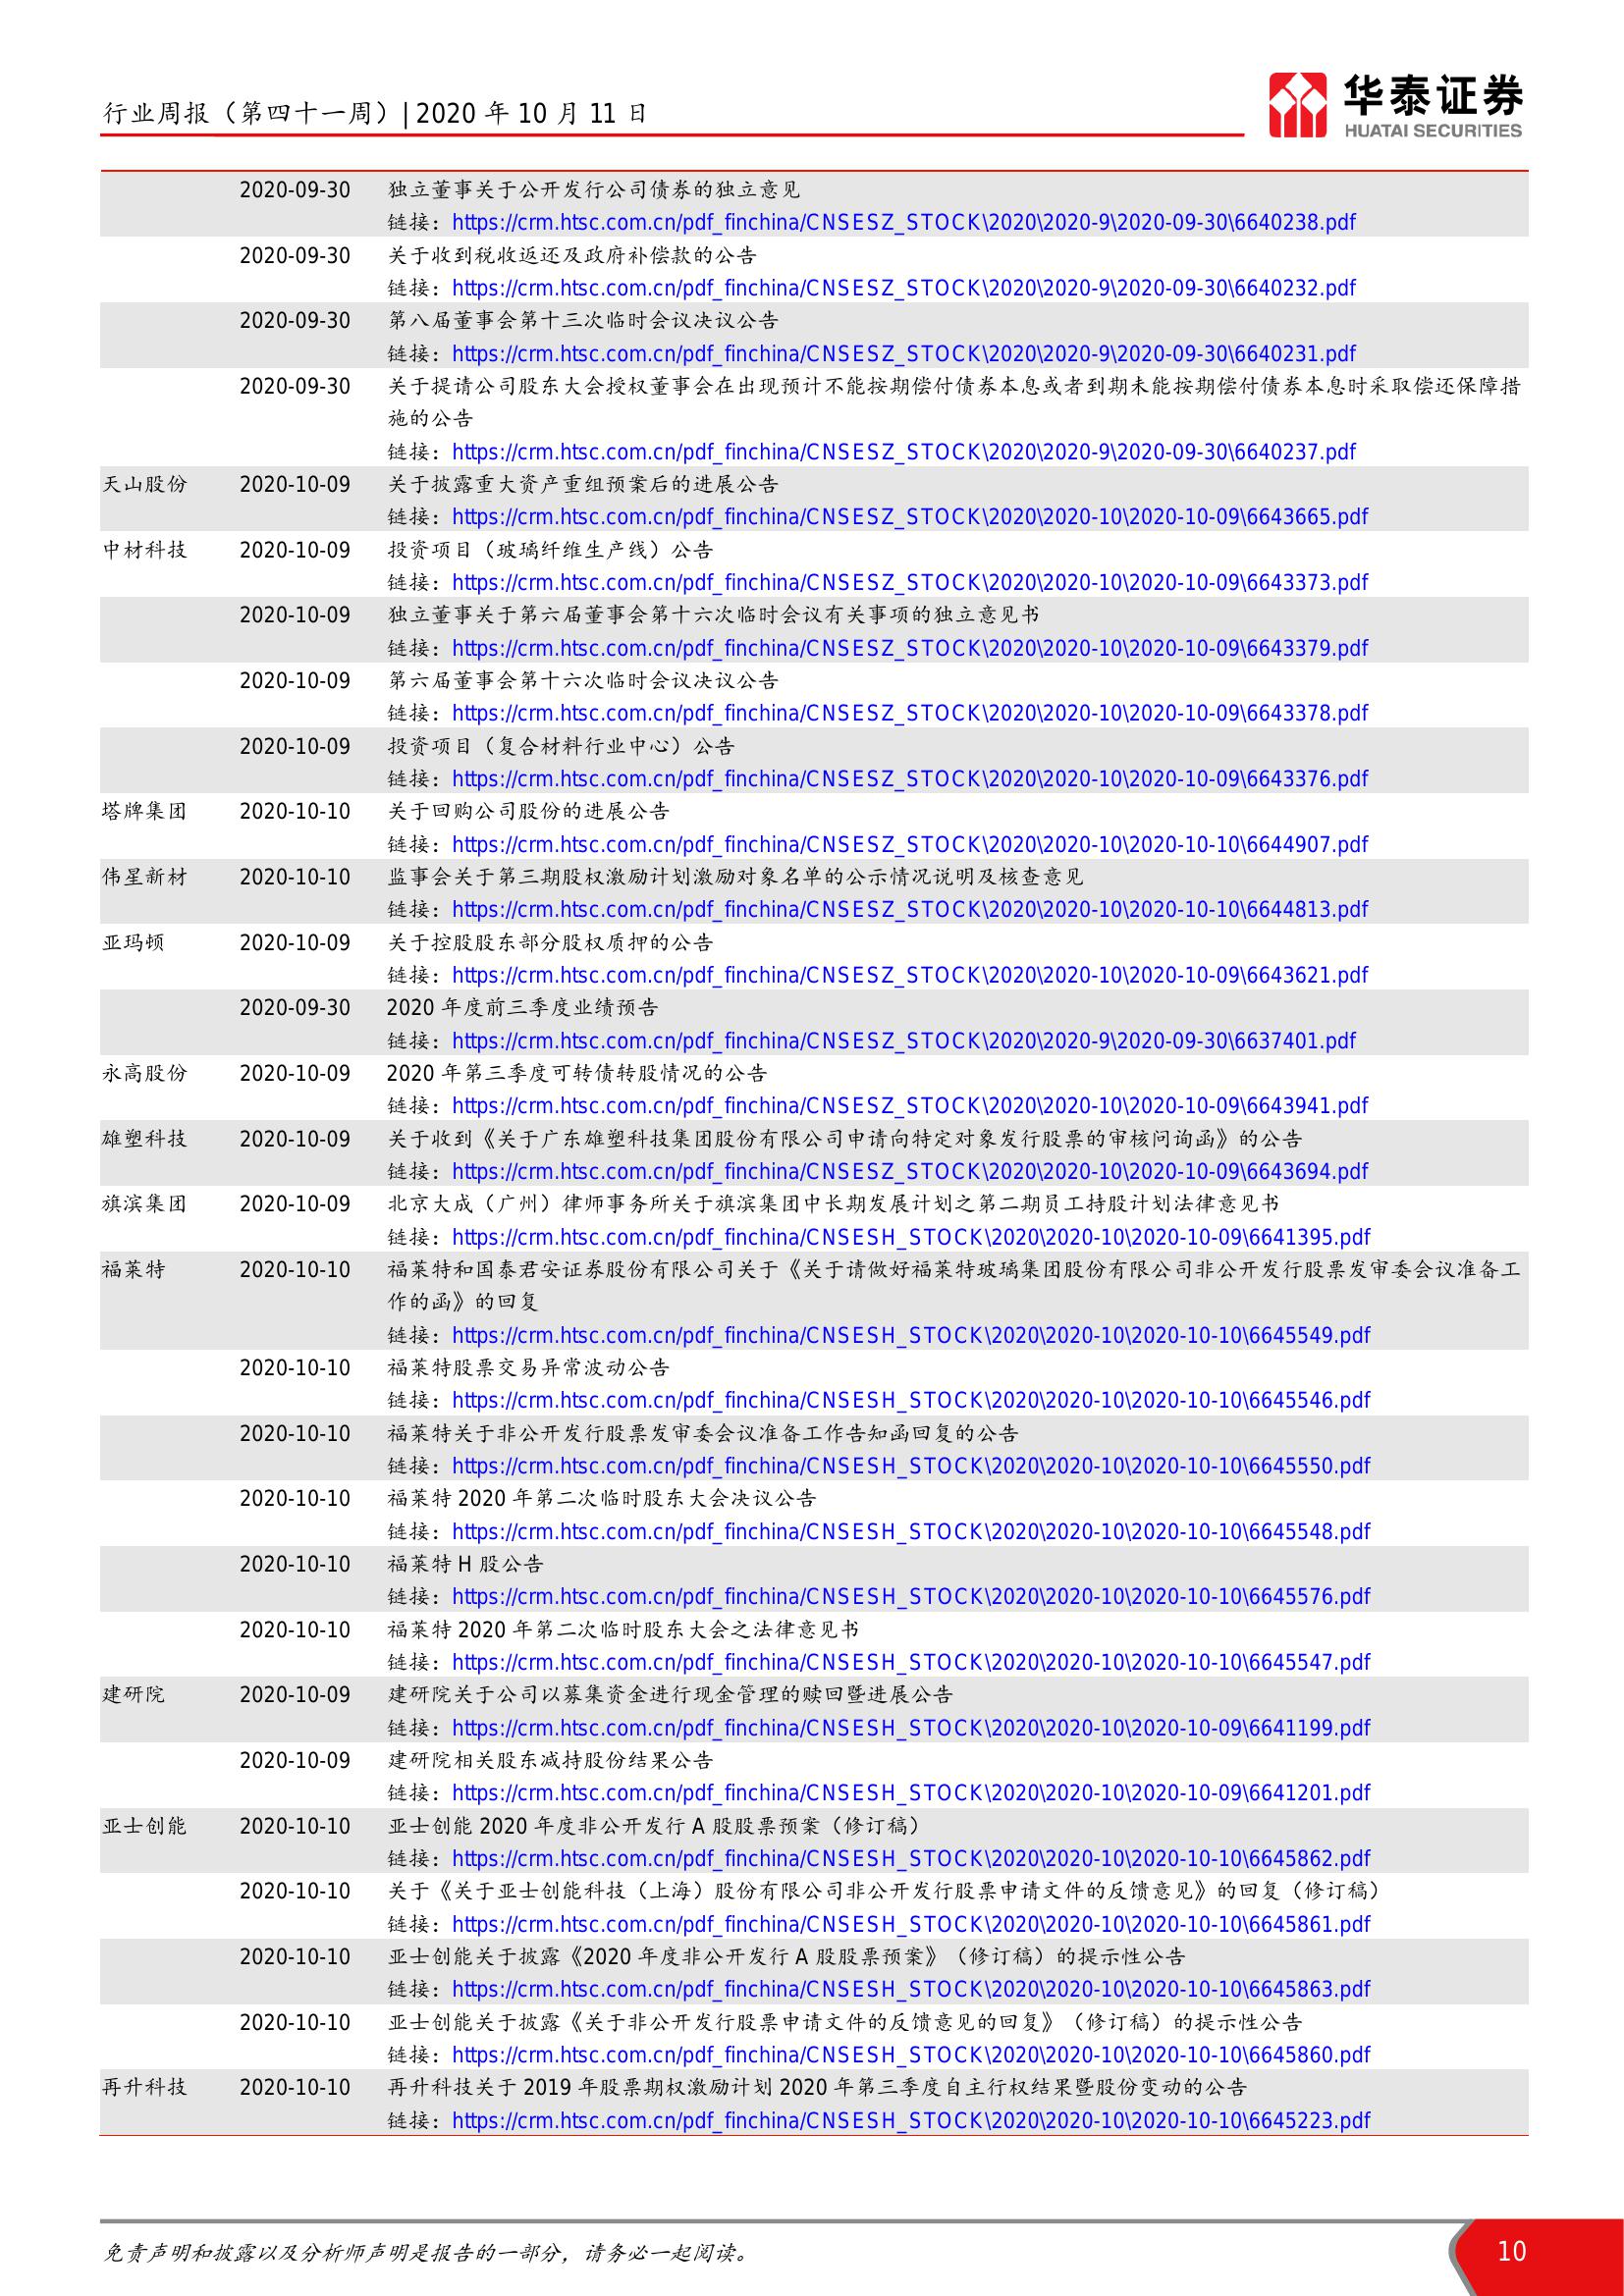 行业周报（第四十一周）| 2020 年 10 月 11 日
华泰证券
HUATAI SECURITIES
2020-09-30 独立董事关于公开发行公司债券的独立意见
链接：https://crm.htsc.com.cn/pdf_finchina/CNSESZ_STOCK\2020\2020-9\2020-09-30\6640238.pdf
2020-09-30 关于收到税收返还及政府补偿款的公告
链接：https://crm.htsc.com.cn/pdf_finchina/CNSESZ_STOCK\2020\2020-9\2020-09-30\6640232.pdf
2020-09-30 第八届董事会第十三次临时会议决议公告
链接：https://crm.htsc.com.cn/pdf_finchina/CNSESZ_STOCK\2020\2020-9\2020-09-30\6640231.pdf
2020-09-30 关于提请公司股东大会授权董事会在出现预计不能按期偿付债券本息或者到期未能按期偿付债券本息时采取偿还保障措
施的公告
链接：https://crm.htsc.com.cn/pdf_finchina/CNSESZ_STOCK\2020\2020-9\2020-09-30\6640237.pdf
天山股份 2020-10-09 关于披露重大资产重组预案后的进展公告
链接：https://crm.htsc.com.cn/pdf_finchina/CNSESZ_STOCK\2020\2020-10\2020-10-09\6643665.pdf
中材科技 2020-10-09 投资项目（玻璃纤维生产线）公告
链接：https://crm.htsc.com.cn/pdf_finchina/CNSESZ_STOCK\2020\2020-10\2020-10-09\6643373.pdf
2020-10-09 独立董事关于第六届董事会第十六次临时会议有关事项的独立意见书
链接：https://crm.htsc.com.cn/pdf_finchina/CNSESZ_STOCK\2020\2020-10\2020-10-09\6643379.pdf
2020-10-09 第六届董事会第十六次临时会议决议公告
链接：https://crm.htsc.com.cn/pdf_finchina/CNSESZ_STOCK\2020\2020-10\2020-10-09\6643378.pdf
2020-10-09 投资项目（复合材料行业中心）公告
链接：https://crm.htsc.com.cn/pdf_finchina/CNSESZ_STOCK\2020\2020-10\2020-10-09\6643376.pdf
塔牌集团 2020-10-10 关于回购公司股份的进展公告
链接：https://crm.htsc.com.cn/pdf_finchina/CNSESZ_STOCK\2020\2020-10\2020-10-10\6644907.pdf
伟星新材 2020-10-10 监事会关于第三期股权激励计划激励对象名单的公示情况说明及核查意见
链接：https://crm.htsc.com.cn/pdf_finchina/CNSESZ_STOCK\2020\2020-10\2020-10-10\6644813.pdf
亚玛顿 2020-10-09 关于控股股东部分股权质押的公告
链接：https://crm.htsc.com.cn/pdf_finchina/CNSESZ_STOCK\2020\2020-10\2020-10-09\6643621.pdf
2020-09-30 2020 年度前三季度业绩预告
链接：https://crm.htsc.com.cn/pdf_finchina/CNSESZ_STOCK\2020\2020-9\2020-09-30\6637401.pdf
永高股份 2020-10-09 2020 年第三季度可转债转股情况的公告
链接：https://crm.htsc.com.cn/pdf_finchina/CNSESZ_STOCK\2020\2020-10\2020-10-09\6643941.pdf
雄塑科技 2020-10-09 关于收到《关于广东雄塑科技集团股份有限公司申请向特定对象发行股票的审核问询函》的公告
链接：https://crm.htsc.com.cn/pdf_finchina/CNSESZ_STOCK\2020\2020-10\2020-10-09\6643694.pdf
旗滨集团 2020-10-09 北京大成（广州）律师事务所关于旗滨集团中长期发展计划之第二期员工持股计划法律意见书
链接：https://crm.htsc.com.cn/pdf_finchina/CNSESH_STOCK\2020\2020-10\2020-10-09\6641395.pdf
福莱特 2020-10-10 福莱特和国泰君安证券股份有限公司关于《关于请做好福莱特玻璃集团股份有限公司非公开发行股票发审委会议准备工
作的函》的回复
链接：https://crm.htsc.com.cn/pdf_finchina/CNSESH_STOCK\2020\2020-10\2020-10-10\6645549.pdf
2020-10-10 福莱特股票交易异常波动公告
链接：https://crm.htsc.com.cn/pdf_finchina/CNSESH_STOCK\2020\2020-10\2020-10-10\6645546.pdf
2020-10-10 福莱特关于非公开发行股票发审委会议准备工作告知函回复的公告
链接：https://crm.htsc.com.cn/pdf_finchina/CNSESH_STOCK\2020\2020-10\2020-10-10\6645550.pdf
2020-10-10 福莱特 2020 年第二次临时股东大会决议公告
链接：https://crm.htsc.com.cn/pdf_finchina/CNSESH_STOCK\2020\2020-10\2020-10-10\6645548.pdf
2020-10-10 福莱特 H 股公告
链接：https://crm.htsc.com.cn/pdf_finchina/CNSESH_STOCK\2020\2020-10\2020-10-10\6645576.pdf
2020-10-10 福莱特 2020 年第二次临时股东大会之法律意见书
链接：https://crm.htsc.com.cn/pdf_finchina/CNSESH_STOCK\2020\2020-10\2020-10-10\6645547.pdf
建研院 2020-10-09 建研院关于公司以募集资金进行现金管理的赎回暨进展公告
链接：https://crm.htsc.com.cn/pdf_finchina/CNSESH_STOCK\2020\2020-10\2020-10-09\6641199.pdf
2020-10-09 建研院相关股东减持股份结果公告
链接：https://crm.htsc.com.cn/pdf_finchina/CNSESH_STOCK\2020\2020-10\2020-10-09\6641201.pdf
亚士创能 2020-10-10 亚士创能 2020 年度非公开发行 A 股股票预案（修订稿）
链接：https://crm.htsc.com.cn/pdf_finchina/CNSESH_STOCK\2020\2020-10\2020-10-10\6645862.pdf
2020-10-10 关于《关于亚士创能科技（上海）股份有限公司非公开发行股票申请文件的反馈意见》的回复（修订稿）
链接：https://crm.htsc.com.cn/pdf_finchina/CNSESH_STOCK\2020\2020-10\2020-10-10\6645861.pdf
2020-10-10 亚士创能关于披露《2020 年度非公开发行 A 股股票预案》（修订稿）的提示性公告
链接：https://crm.htsc.com.cn/pdf_finchina/CNSESH_STOCK\2020\2020-10\2020-10-10\6645863.pdf
2020-10-10 亚士创能关于披露《关于非公开发行股票申请文件的反馈意见的回复》（修订稿）的提示性公告
链接：https://crm.htsc.com.cn/pdf_finchina/CNSESH_STOCK\2020\2020-10\2020-10-10\6645860.pdf
再升科技 2020-10-10 再升科技关于 2019 年股票期权激励计划 2020 年第三季度自主行权结果暨股份变动的公告
链接：https://crm.htsc.com.cn/pdf_finchina/CNSESH_STOCK\2020\2020-10\2020-10-10\6645223.pdf
免责声明和披露以及分析师声明是报告的一部分，请务必一起阅读。
10